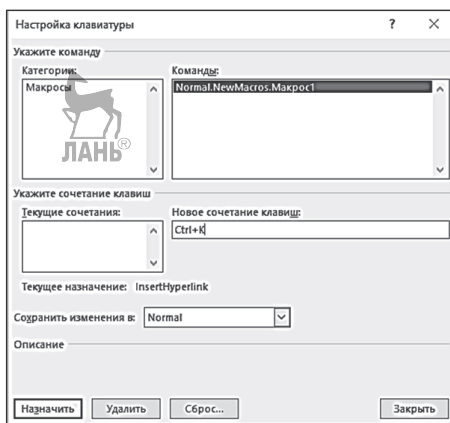 Настройка клавиатуры ? ×
Укажите команду
Категории: Команды:
Макросы Normal.NewMacros.Макрос1
ЛАНЬ®
Укажите сочетание клавиш
Текущие сочетания: Новое сочетание клавиш:
Ctrl+K
Текущее назначение: InsertHyperlink
Сохранить изменения в: Normal
Описание
Назначить Удалить Сброс... Закрыть